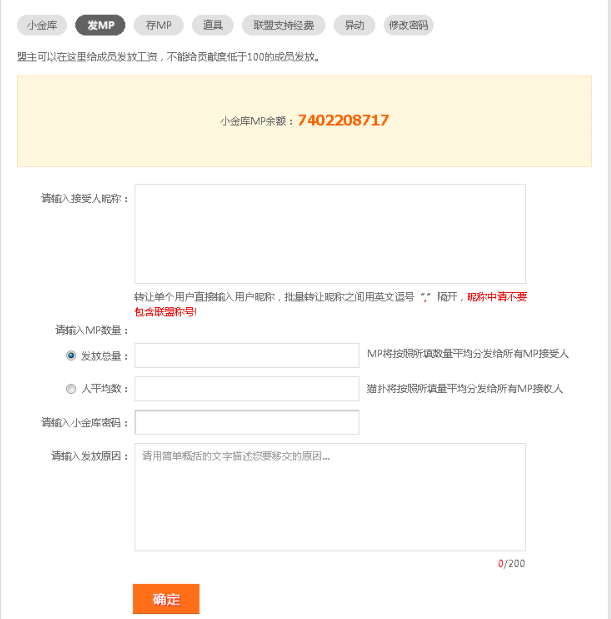 小金库 发MP 存MP 道具 联盟支持经费 异动 修改密码
盟主可以在这里给成员发放工资，不能给贡献度低于100的成员发放。
小金库MP余额：7402208717
请输入接受人昵称：
转让单个用户直接输入用户昵称，批量转让昵称之间用英文逗号 “,” 隔开，昵称中请不要
包含联盟称号!
请输入MP数量：
发放总量： MP将按照所填数量平均分发给所有MP接受人
人平均数： 猫扑将按照所填量平均分发给所有MP接收人
请输入小金库密码：
请输入发放原因： 请用简单概括的文字描述您要移交的原因...
0/200
确定